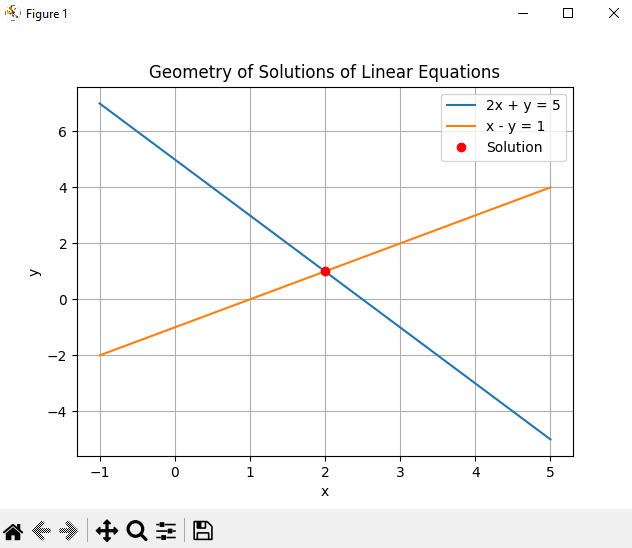 Figure 1
Geometry of Solutions of Linear Equations
2x + y = 5
x - y = 1
Solution
6
4
2
0
−2
−4
y
−1 0 1 2 3 4 5
x